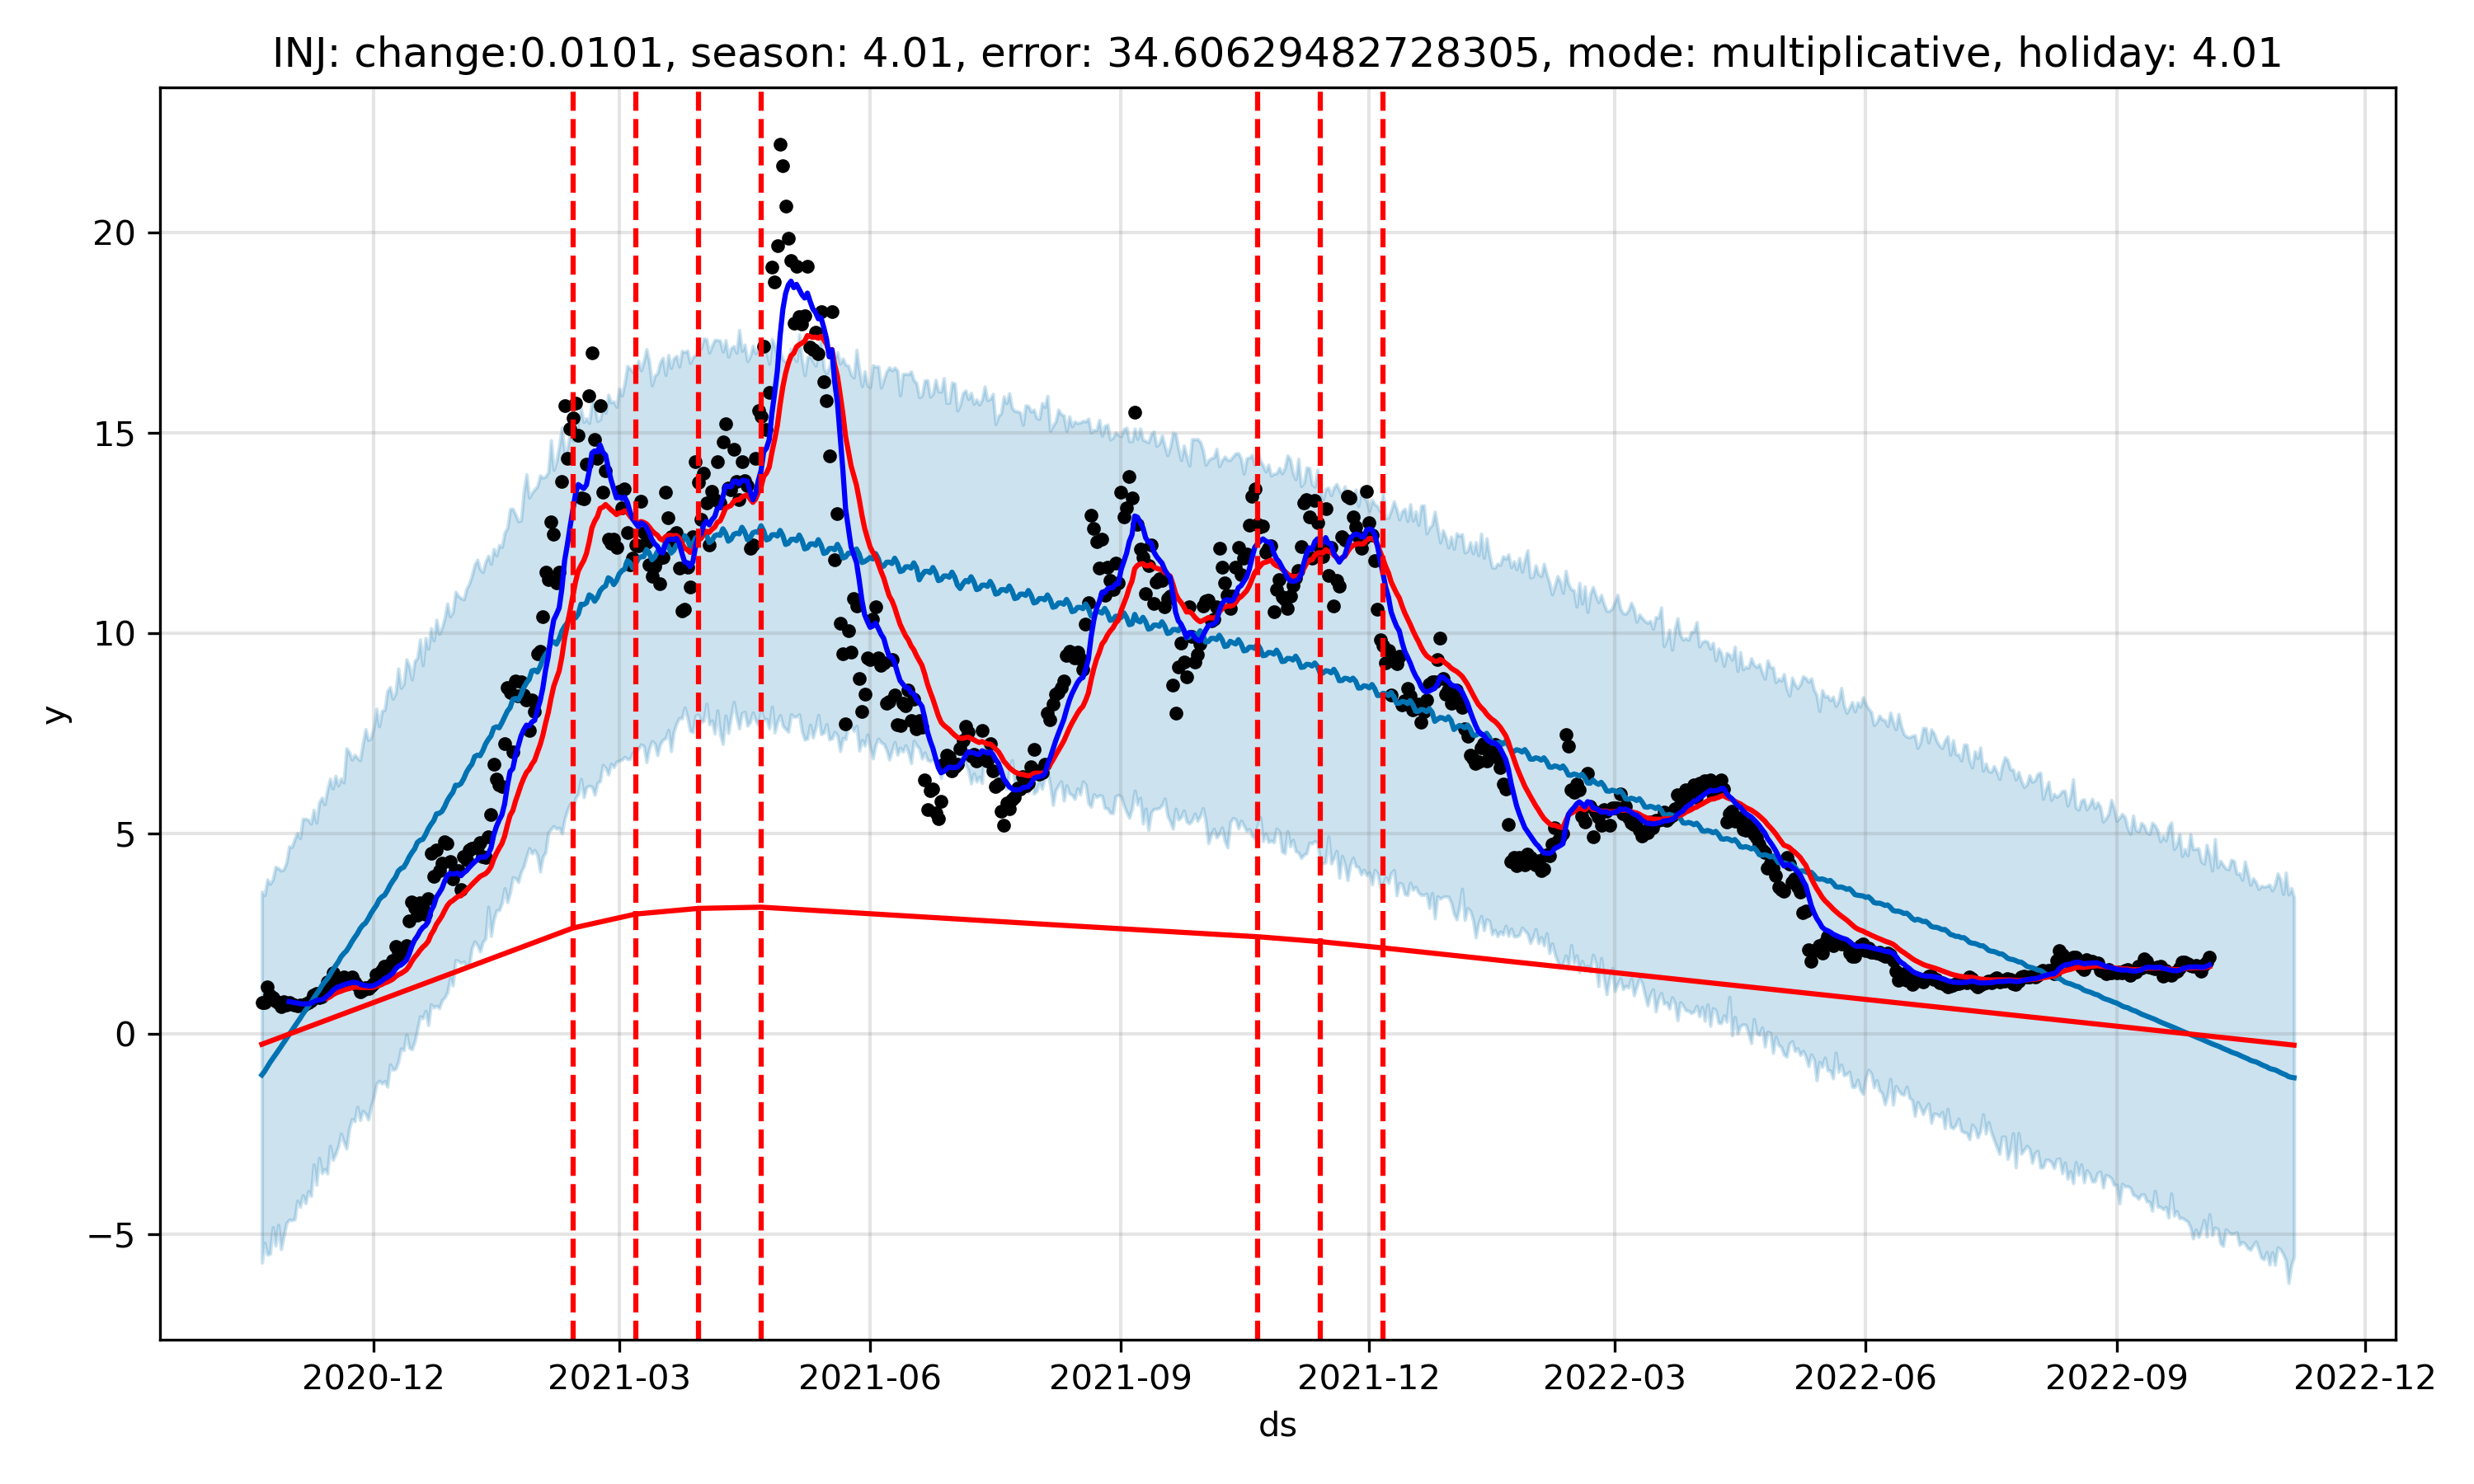 INJ: change:0.0101, season: 4.01, error: 34.60629482728305, mode: multiplicative, holiday: 4.01
y
20
15
10
5
0
−5
2020-12 2021-03 2021-06 2021-09 2021-12 2022-03 2022-06 2022-09 2022-12
ds